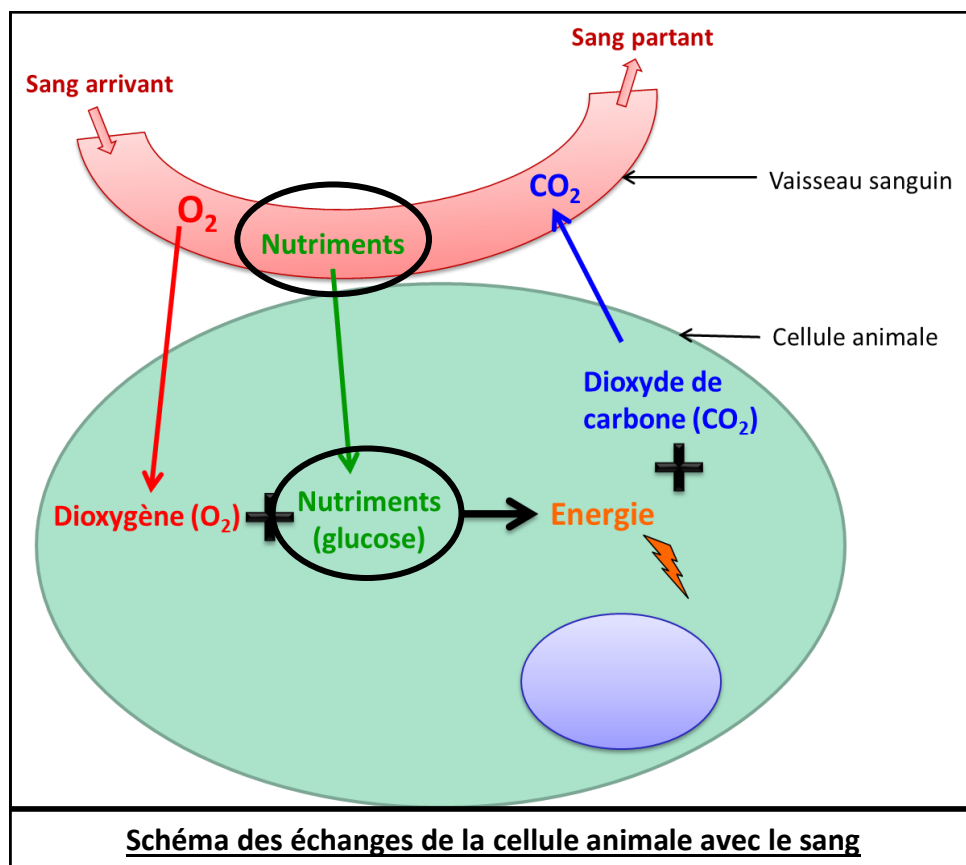 Sang partant
Sang arrivant
Vaisseau sanguin
O₂
Nutriments
CO₂
Cellule animale
Dioxyde de
carbone (CO₂)
Dioxygène (O₂)
Nutriments
(glucose)
Energie
Schéma des échanges de la cellule animale avec le sang